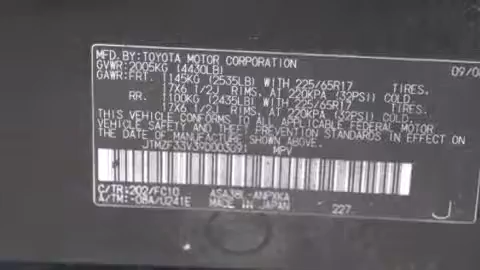 MFD.BY:TOYOTA MOTOR CORPORATION 09/0
GVWR:2005KG (4430LB)
GAWR:FRT. 1145KG (2535LB) WITH 225/65R17 TIRES.
17X6 1/2J RIMS. AT 220KPA (32PSI) COLD.
RR. 1100KG (2435LB) WITH 225/65R17 TIRES.
17X6 1/2J RIMS. AT 220KPA (32PSI) COLD.
THIS VEHICLE CONFORMS TO ALL APPLICABLE FEDERAL MOTOR
VEHICLE SAFETY AND THEFT PREVENTION STANDARDS IN EFFECT ON
THE DATE OF MANUFACTURE SHOWN ABOVE.
MPV
C/TR:202/FC10
A/TM:-08A/U241E MADE IN JAPAN 227 J